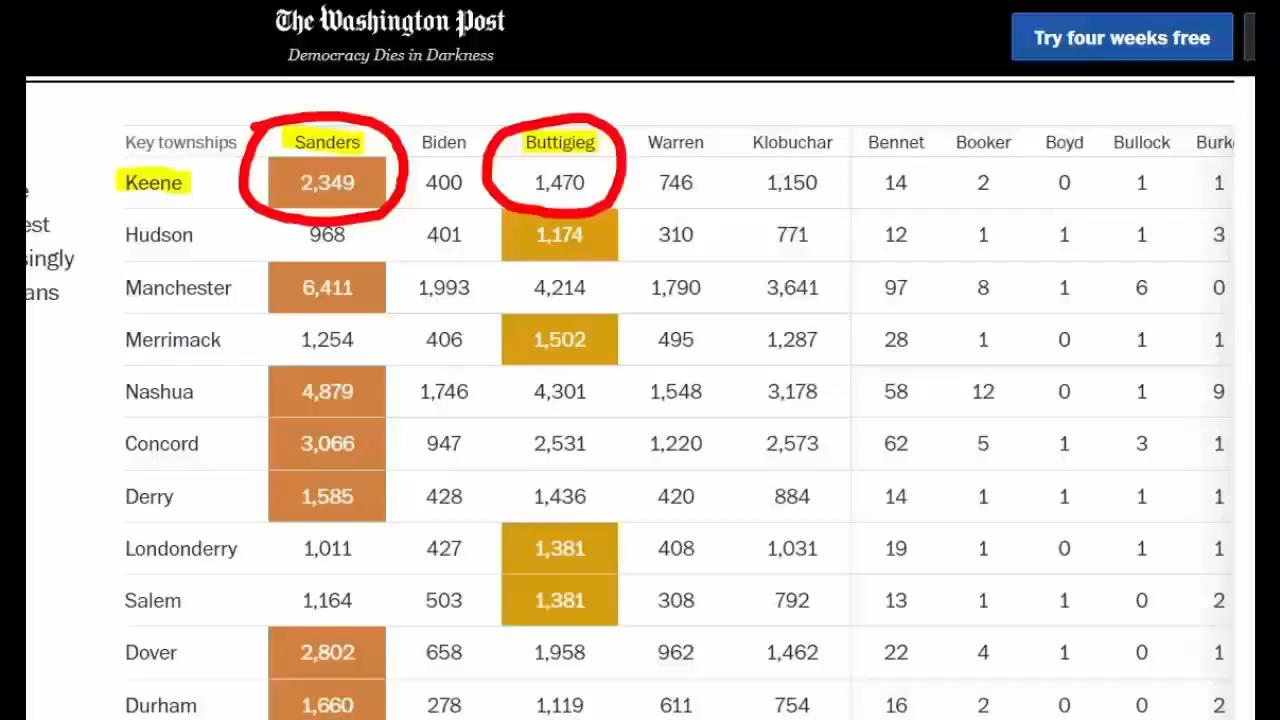 The Washington Post
Democracy Dies in Darkness
Try four weeks free
est
singly
ans
Key townships Sanders Biden Buttigieg Warren Klobuchar Bennet Booker Boyd Bullock Burk
Keene 2,349 400 1,470 746 1,150 14 2 0 1 1
Hudson 968 401 1,174 310 771 12 1 1 1 3
Manchester 6,411 1,993 4,214 1,790 3,641 97 8 1 6 0
Merrimack 1,254 406 1,502 495 1,287 28 1 0 1 1
Nashua 4,879 1,746 4,301 1,548 3,178 58 12 0 1 9
Concord 3,066 947 2,531 1,220 2,573 62 5 1 3 1
Derry 1,585 428 1,436 420 884 14 1 1 1 1
Londonderry 1,011 427 1,381 408 1,031 19 1 0 1 1
Salem 1,164 503 1,381 308 792 13 1 1 0 2
Dover 2,802 658 1,958 962 1,462 22 4 1 0 1
Durham 1,660 278 1,119 611 754 16 2 0 0 2